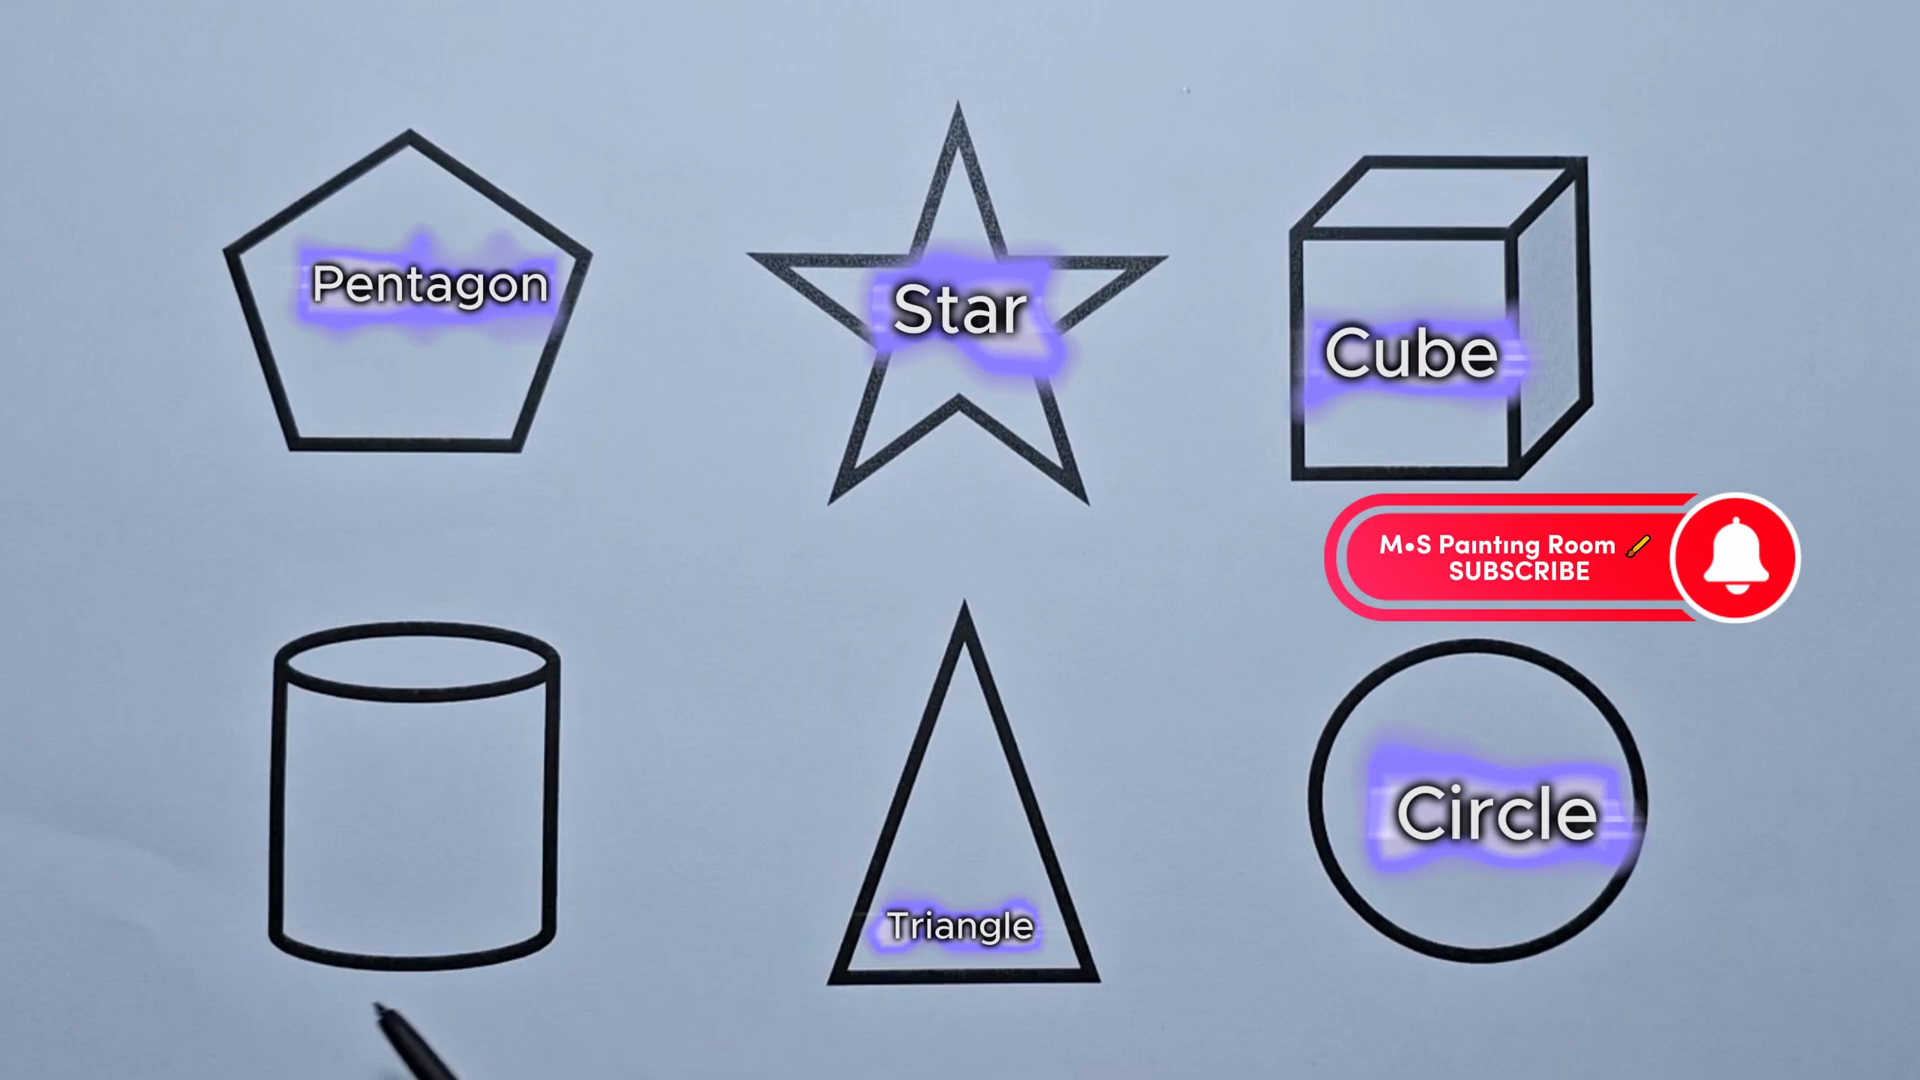 Pentagon
Star
Cube
M•S Painting Room
SUBSCRIBE
Triangle
Circle